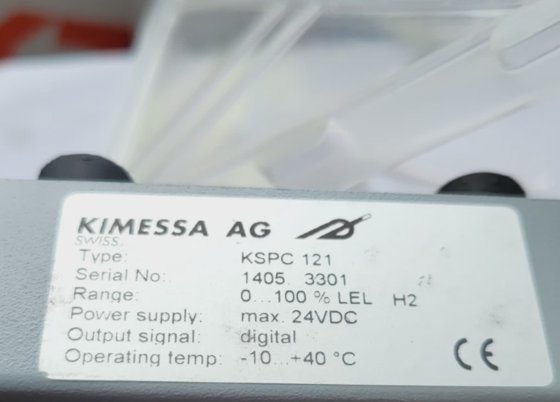 KIMESSA AG
SWISS.
Type: KSPC 121
Serial No: 1405 3301
Range: 0...100 % LEL H2
Power supply: max. 24VDC
Output signal: digital
Operating temp: -10...+40 °C
CE